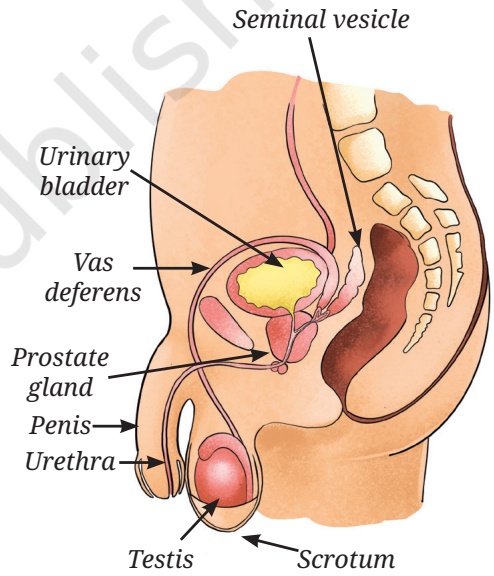 Seminal vesicle
Urinary
bladder
Vas
deferens
Prostate
gland
Penis
Urethra
Testis
Scrotum